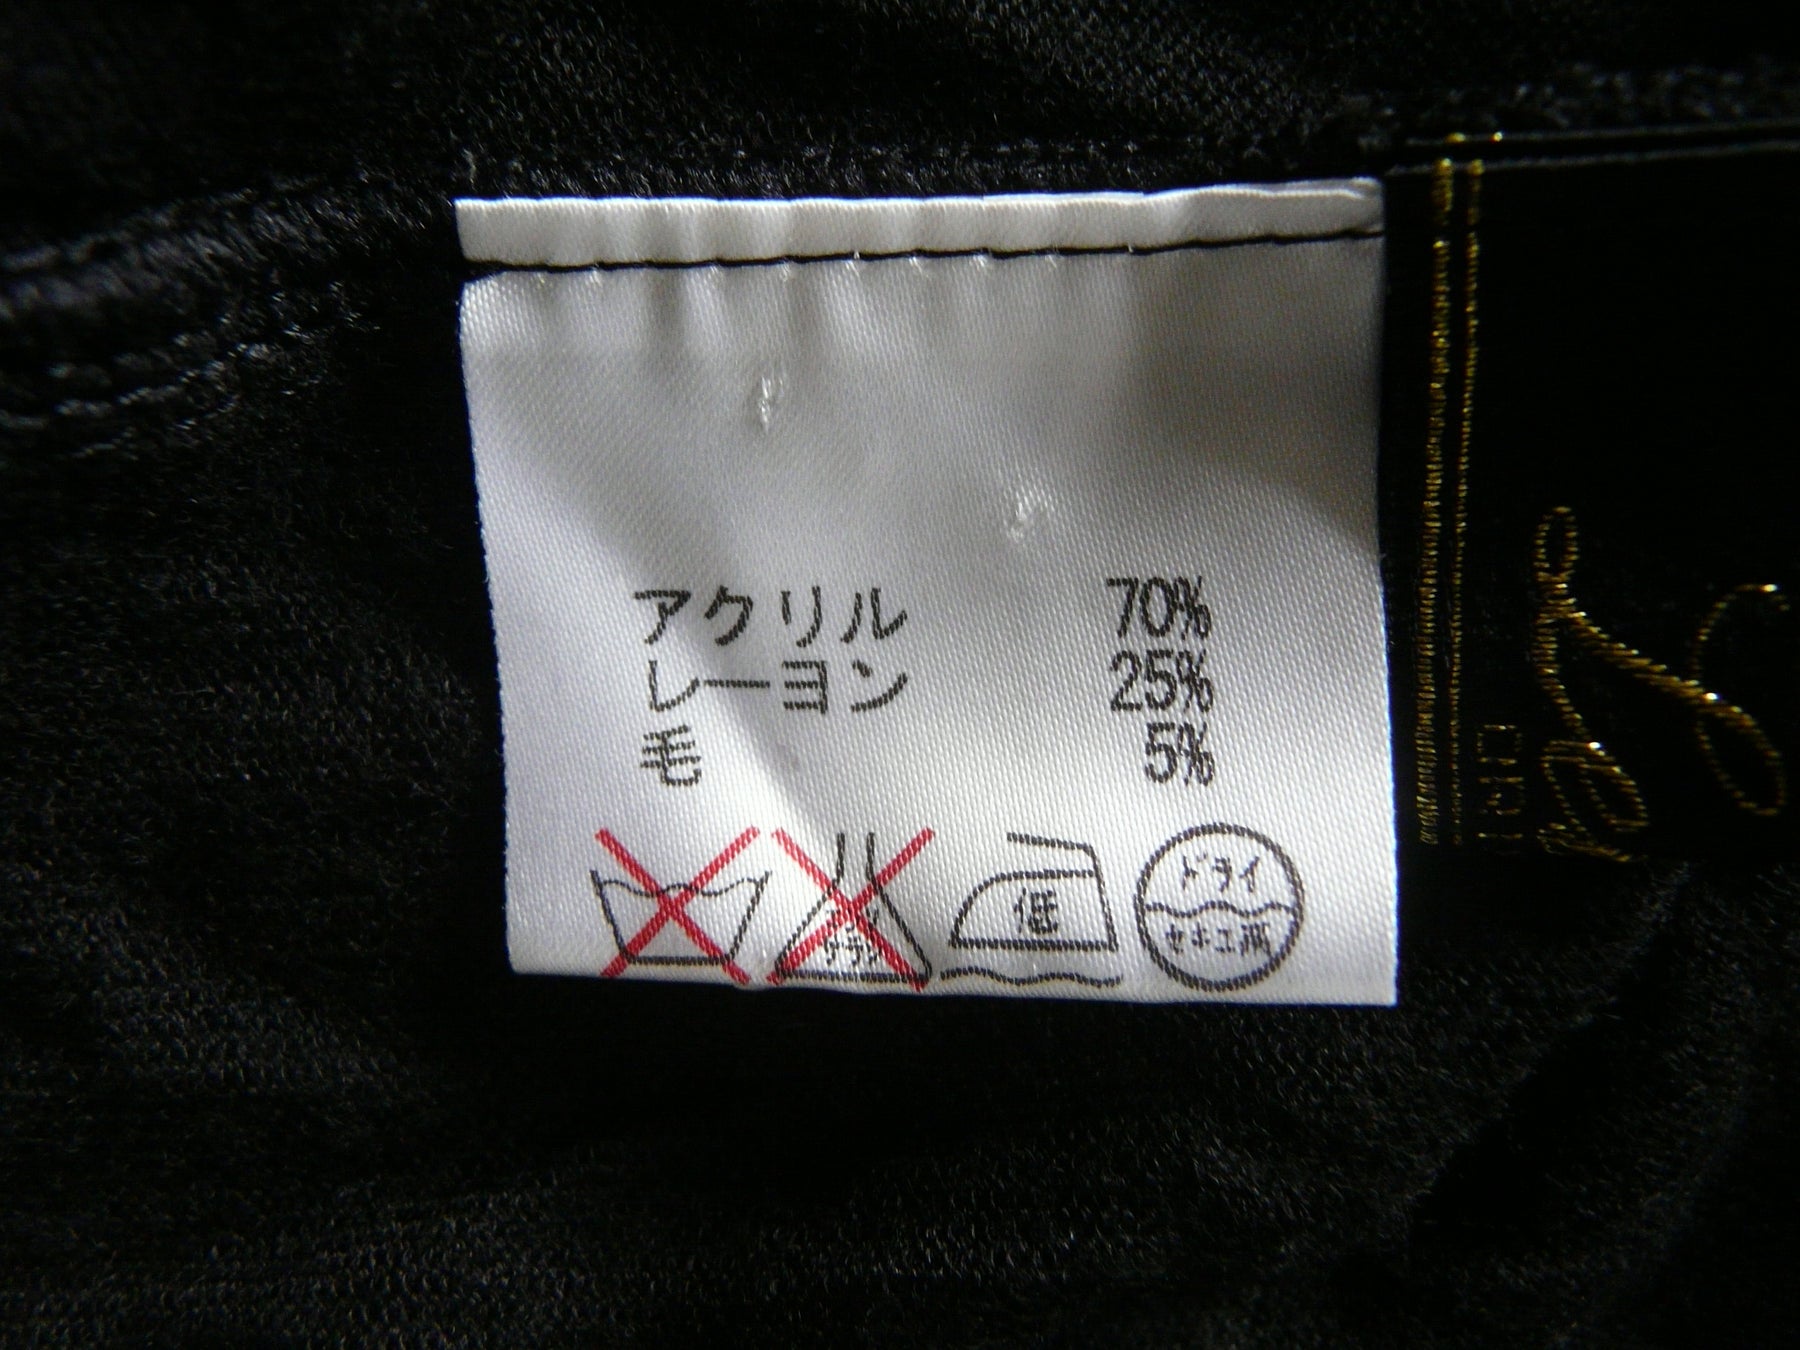 アクリル 70%
レーヨン 25%
毛 5%
低
ドライ
セキユ系